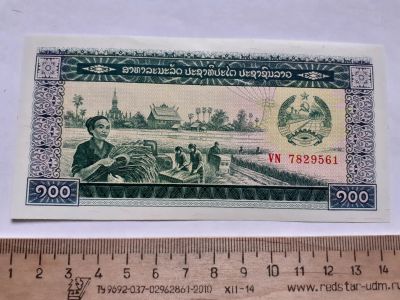 ສາທາລະນະລັດ ປະຊາທິປະໄຕ ປະຊາຊົນລາວ
VN 7829561
໑໐໐ ໑໐໐
1 2 3 4 5 6 7 8 9 10 11 12 13 14
ТУ 9692-037-02962861-2010 XII-14 www.redstar-udm.ru